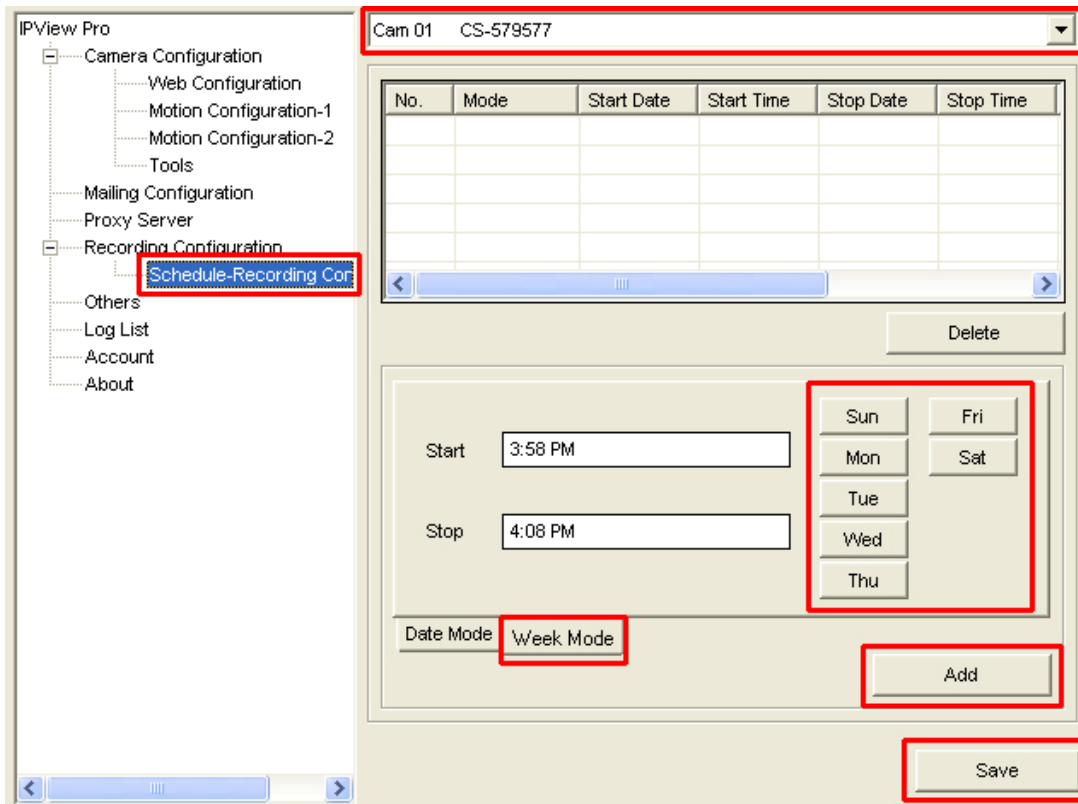 IPView Pro
Camera Configuration
Web Configuration
Motion Configuration-1
Motion Configuration-2
Tools
Mailing Configuration
Proxy Server
Recording Configuration
Schedule-Recording Con
Others
Log List
Account
About
Cam 01 CS-579577
No. Mode Start Date Start Time Stop Date Stop Time
Delete
Start 3:58 PM
Stop 4:08 PM
Sun Fri
Mon Sat
Tue
Wed
Thu
Date Mode Week Mode
Add
Save